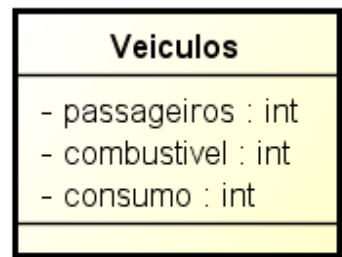 Veiculos
- passageiros : int
- combustivel : int
- consumo : int